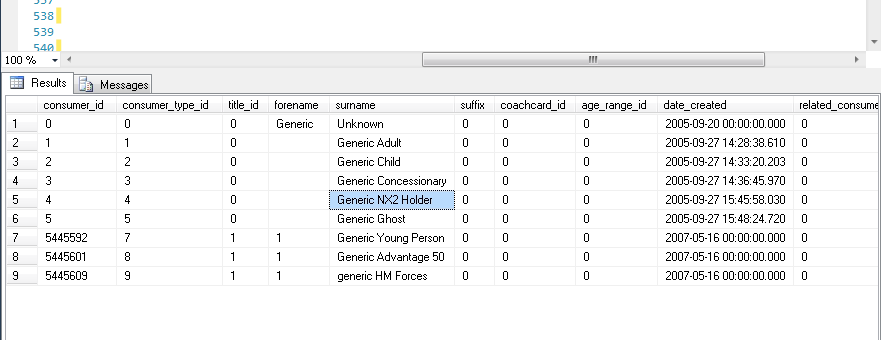 537
538
539
540
100 %
Results Messages
consumer_id consumer_type_id title_id forename surname suffix coachcard_id age_range_id date_created related_consume
1 0 0 0 Generic Unknown 0 0 0 2005-09-20 00:00:00.000 0
2 1 1 0 Generic Adult 0 0 0 2005-09-27 14:28:38.610 0
3 2 2 0 Generic Child 0 0 0 2005-09-27 14:33:20.203 0
4 3 3 0 Generic Concessionary 0 0 0 2005-09-27 14:36:45.970 0
5 4 4 0 Generic NX2 Holder 0 0 0 2005-09-27 15:45:58.030 0
6 5 5 0 Generic Ghost 0 0 0 2005-09-27 15:48:24.720 0
7 5445592 7 1 1 Generic Young Person 0 0 0 2007-05-16 00:00:00.000 0
8 5445601 8 1 1 Generic Advantage 50 0 0 0 2007-05-16 00:00:00.000 0
9 5445609 9 1 1 generic HM Forces 0 0 0 2007-05-16 00:00:00.000 0